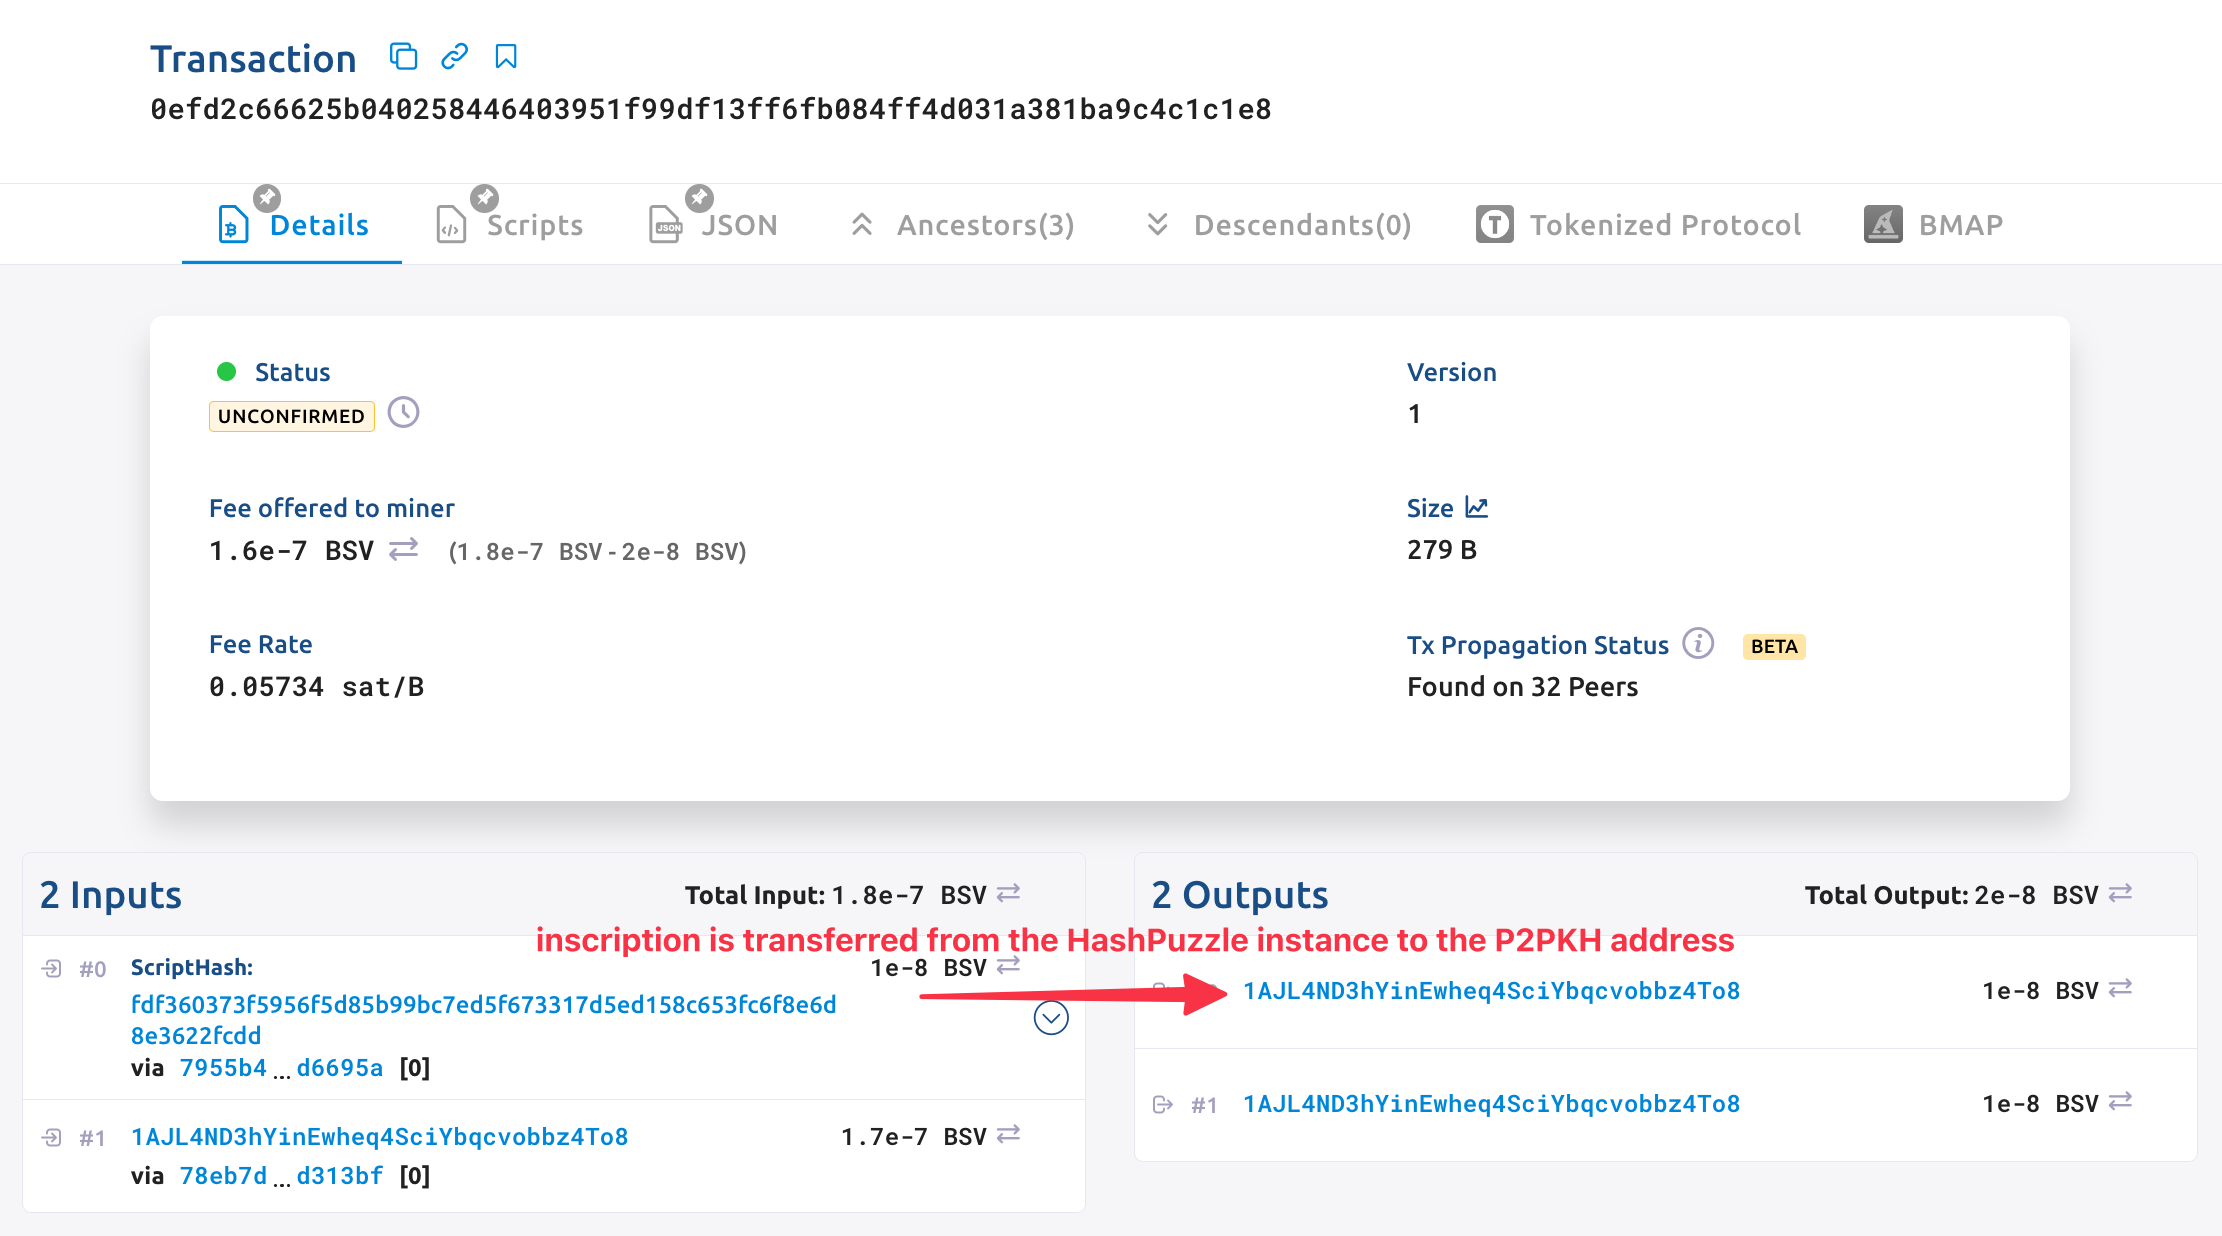 Transaction
0efd2c66625b040258446403951f99df13ff6fb084ff4d031a381ba9c4c1c1e8
Details
Scripts
JSON
JSON
Ancestors(3)
Descendants(0)
Tokenized Protocol
BMAP
Status
UNCONFIRMED
Version
1
Fee offered to miner
1.6e-7 BSV (1.8e-7 BSV-2e-8 BSV)
Size
279 B
Fee Rate
0.05734 sat/B
Tx Propagation Status BETA
Found on 32 Peers
2 Inputs Total Input: 1.8e-7 BSV
2 Outputs Total Output: 2e-8 BSV
inscription is transferred from the HashPuzzle instance to the P2PKH address
#0 ScriptHash: 1e-8 BSV
fdf360373f5956f5d85b99bc7ed5f673317d5ed158c653fc6f8e6d
8e3622fcdd
via 7955b4...d6695a [0]
#1 1AJL4ND3hYinEwheq4SciYbqcvobbz4To8 1.7e-7 BSV
via 78eb7d...d313bf [0]
1AJL4ND3hYinEwheq4SciYbqcvobbz4To8 1e-8 BSV
#1 1AJL4ND3hYinEwheq4SciYbqcvobbz4To8 1e-8 BSV